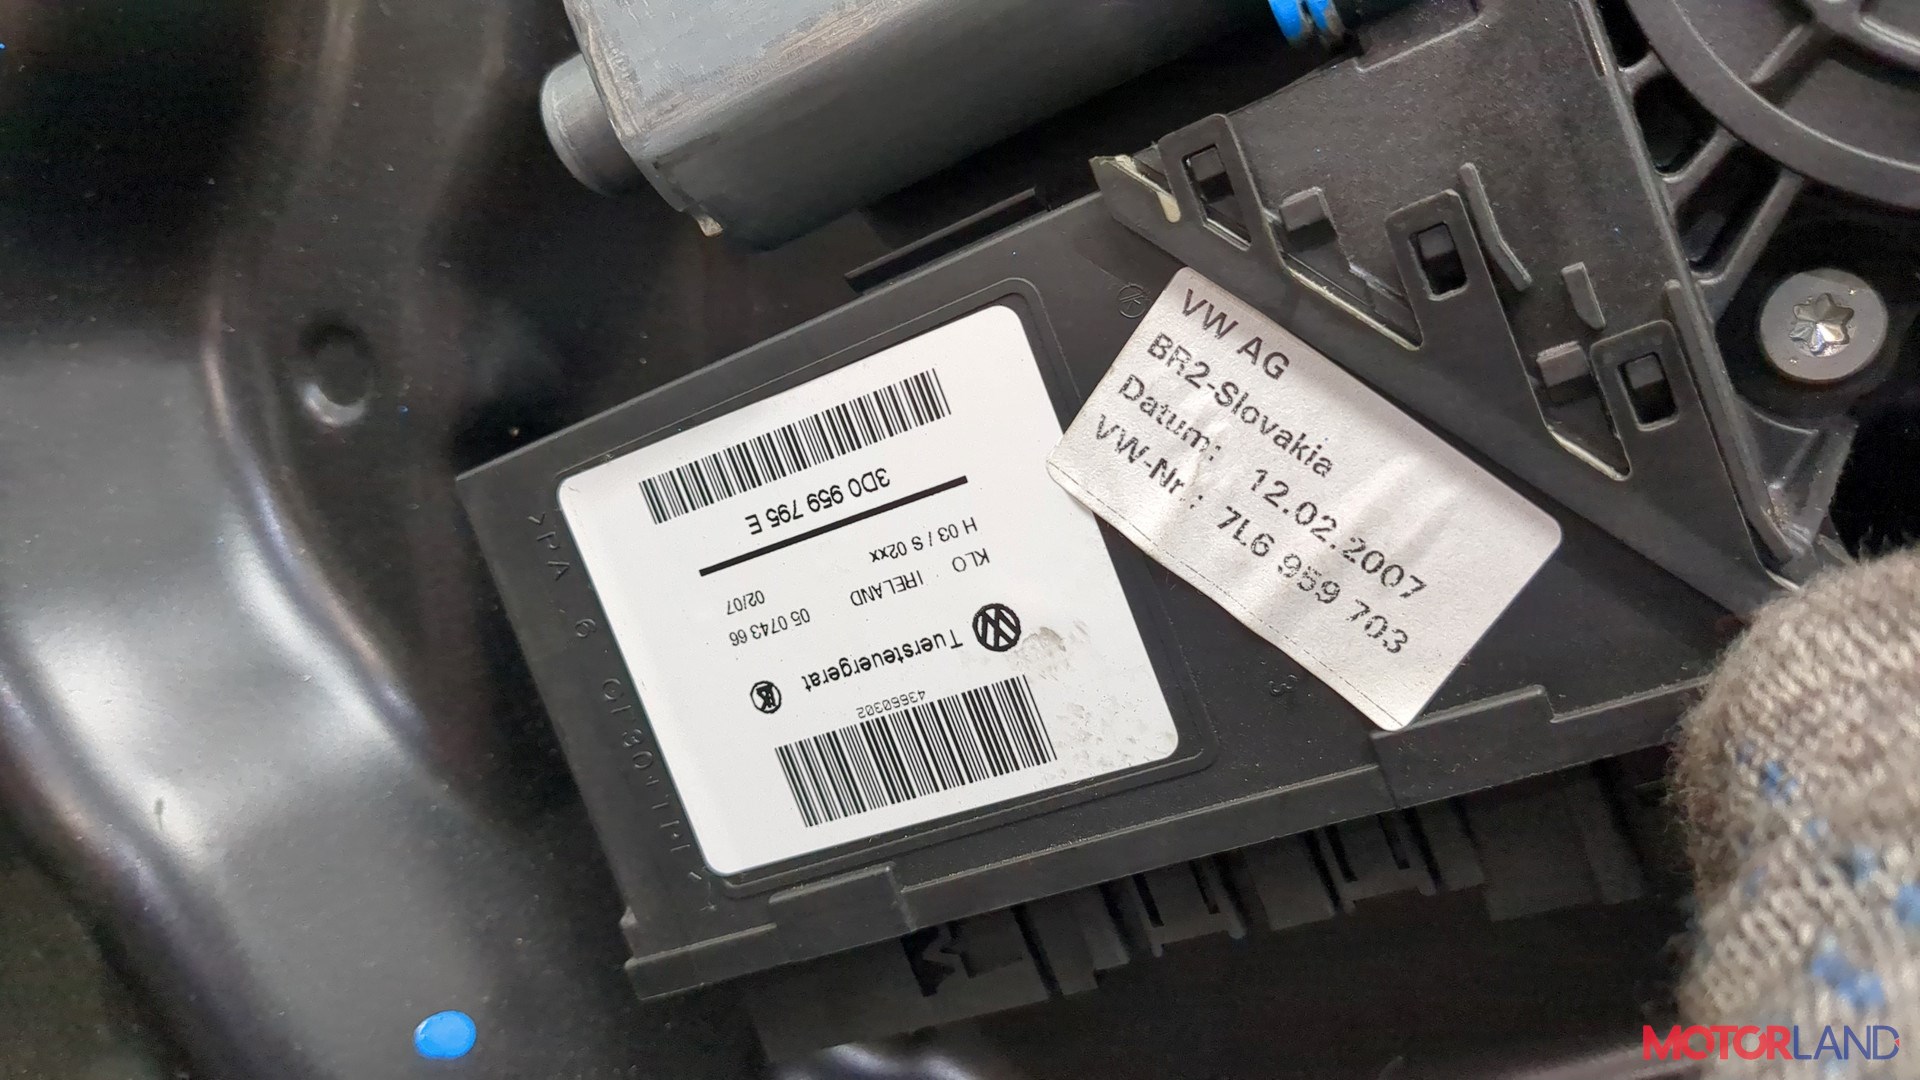 VW AG
BR2-Slovakia
Datum: 12.02.2007
VW-Nr.: 7L6 959 703
3D0 959 795 E
H 03 / S 02xx
KLO IRELAND 05 0743 66 02/07
Tuersteuergerat
43660302
MOTORLAND